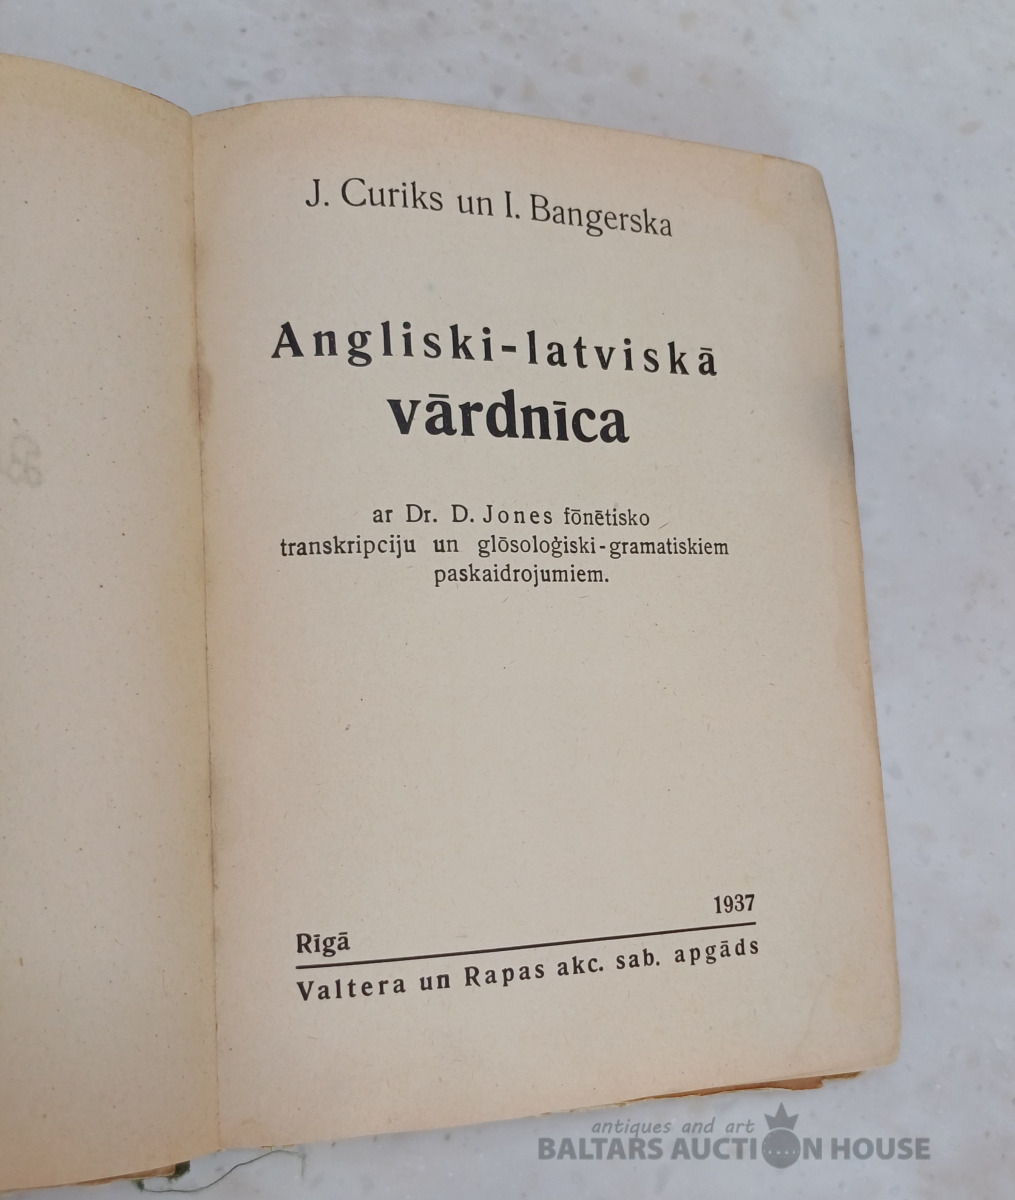 J. Curiks un I. Bangerska
Angliski-latviskā
vārdnīca
ar Dr. D. Jones fōnētisko
transkripciju un glōsoloģiski-gramatiskiem
paskaidrojumiem.
Rīgā 1937
Valtera un Rapas akc. sab. apgāds
antiques and art
BALTARS AUCTION HOUSE